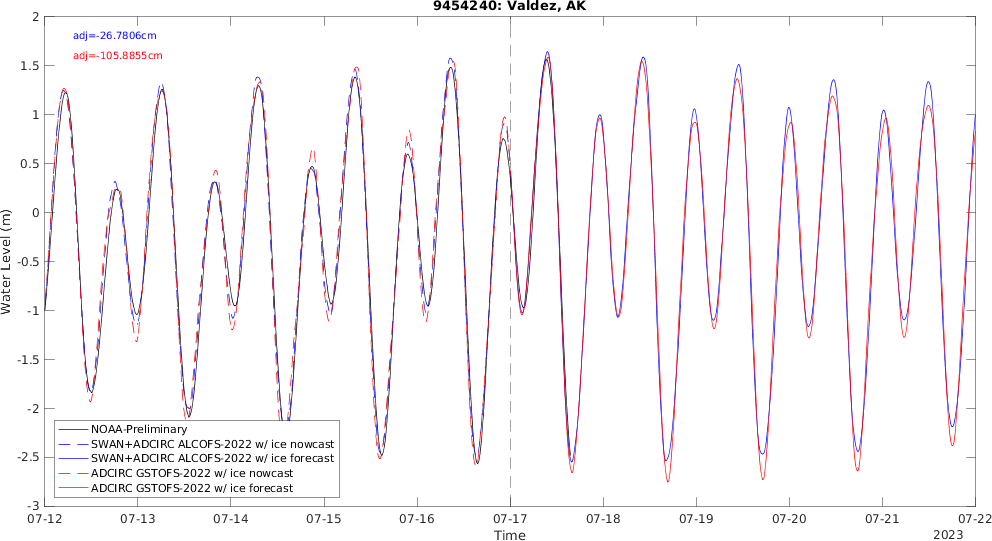 9454240: Valdez, AK
adj=-26.7806cm
adj=-105.8855cm
2
1.5
1
0.5
0
-0.5
-1
-1.5
-2
-2.5
-3
Water Level (m)
NOAA-Preliminary
SWAN+ADCIRC ALCOFS-2022 w/ ice nowcast
SWAN+ADCIRC ALCOFS-2022 w/ ice forecast
ADCIRC GSTOFS-2022 w/ ice nowcast
ADCIRC GSTOFS-2022 w/ ice forecast
07-12 07-13 07-14 07-15 07-16 07-17 07-18 07-19 07-20 07-21 07-22
Time
2023